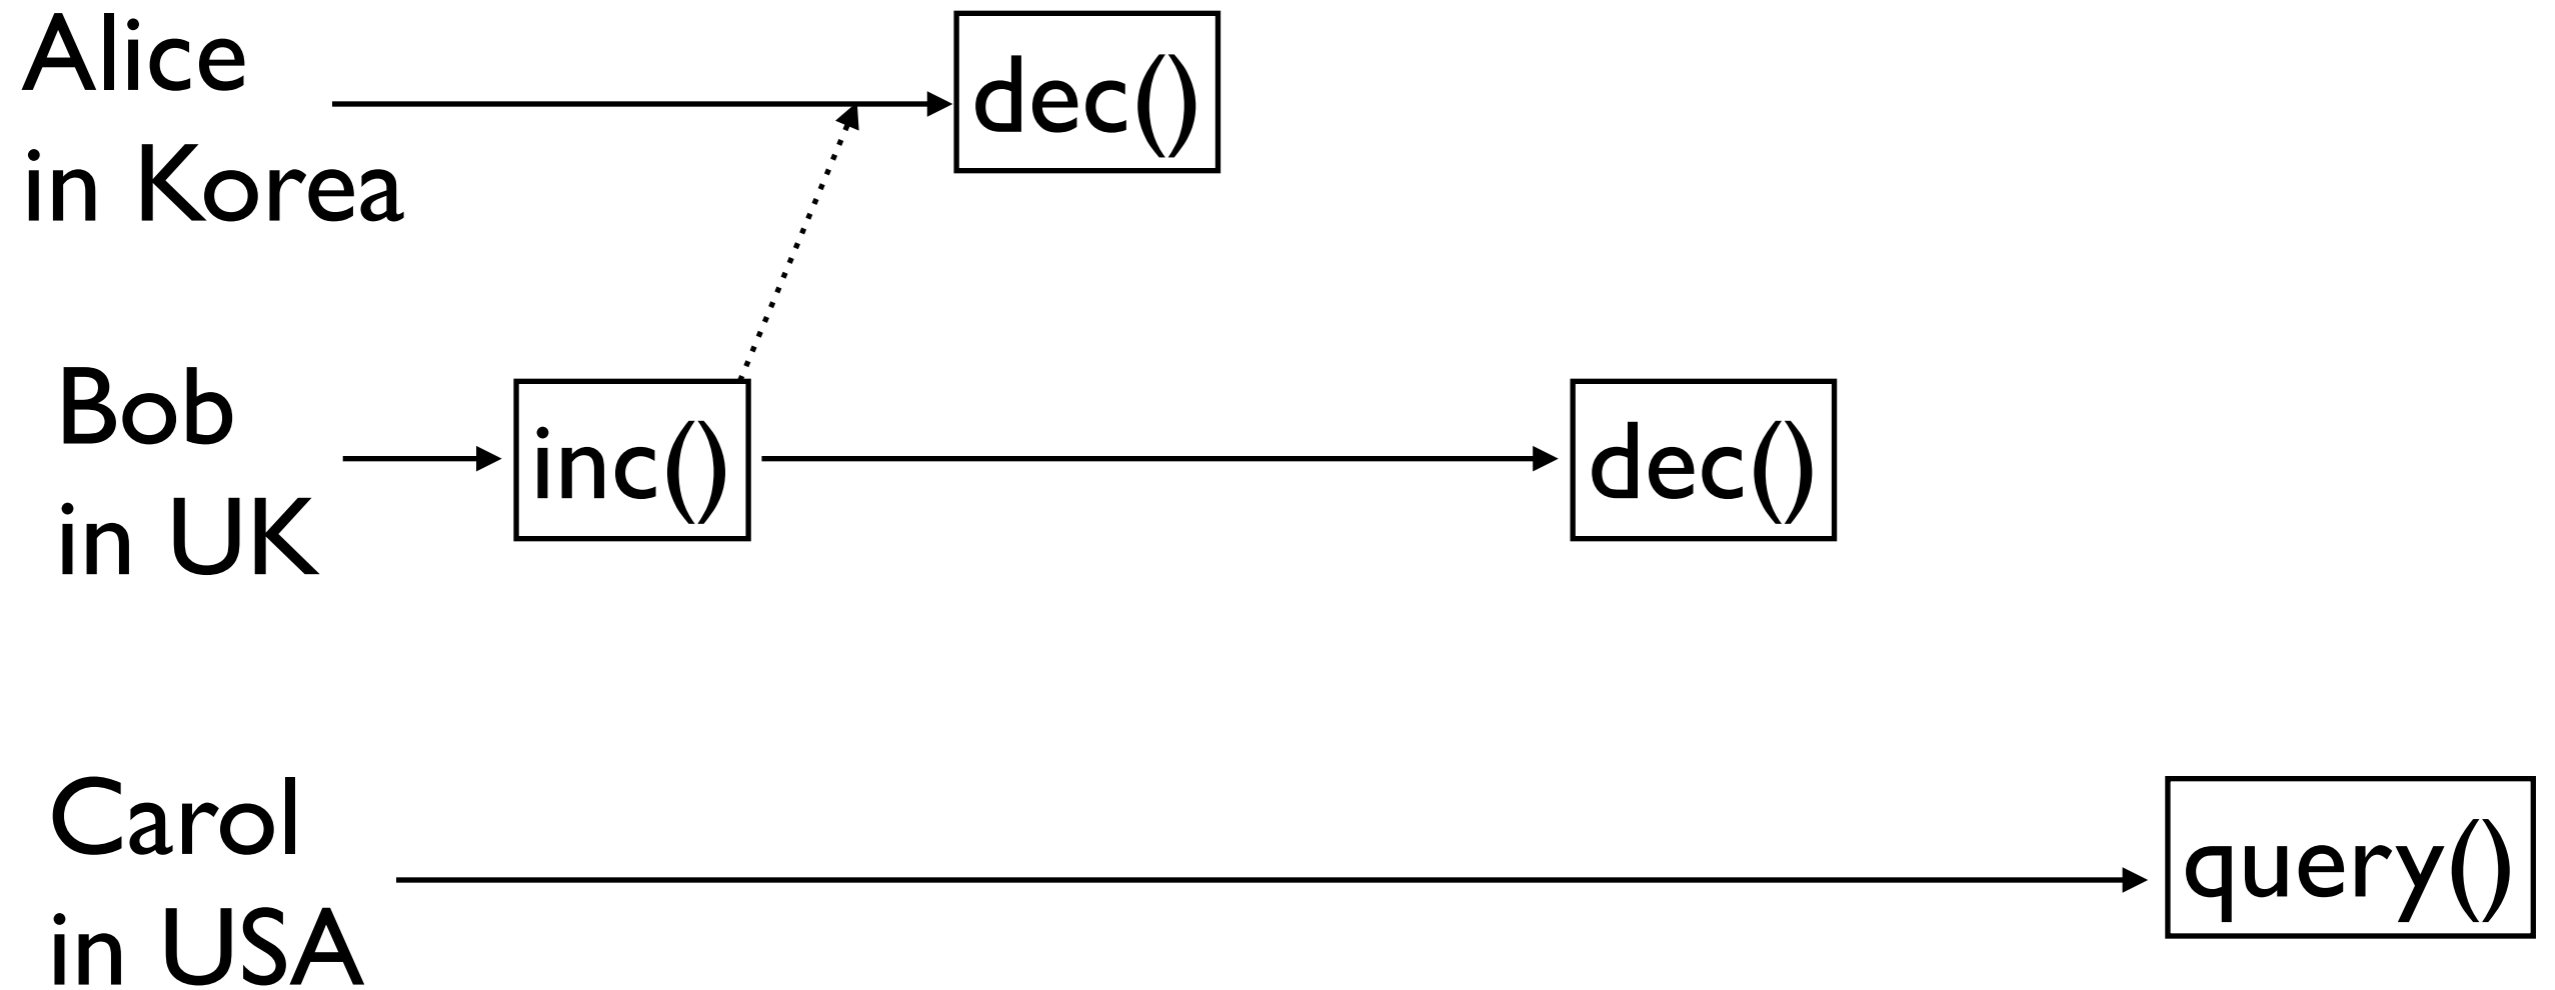 Alice
in Korea
dec()
Bob
in UK
inc()
dec()
Carol
in USA
query()